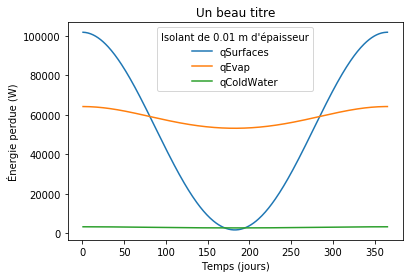 Un beau titre
Isolant de 0.01 m d'épaisseur
qSurfaces
qEvap
qColdWater
Énergie perdue (W)
100000
80000
60000
40000
20000
0
0 50 100 150 200 250 300 350
Temps (jours)